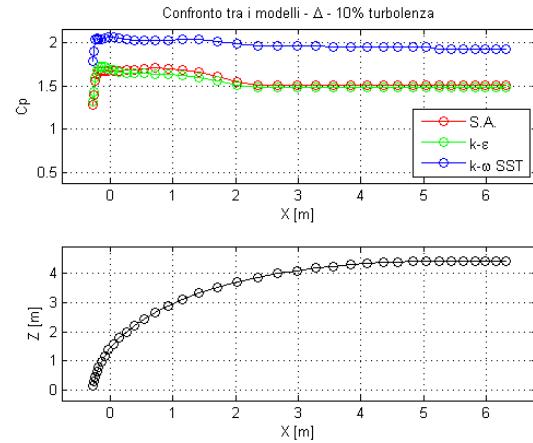 Confronto tra i modelli - Δ - 10% turbolenza
2
1.5
1
0.5
Cp
S.A.
k-ε
k-ω SST
0 1 2 3 4 5 6
X [m]
4
3
2
1
0
Z [m]
0 1 2 3 4 5 6
X [m]